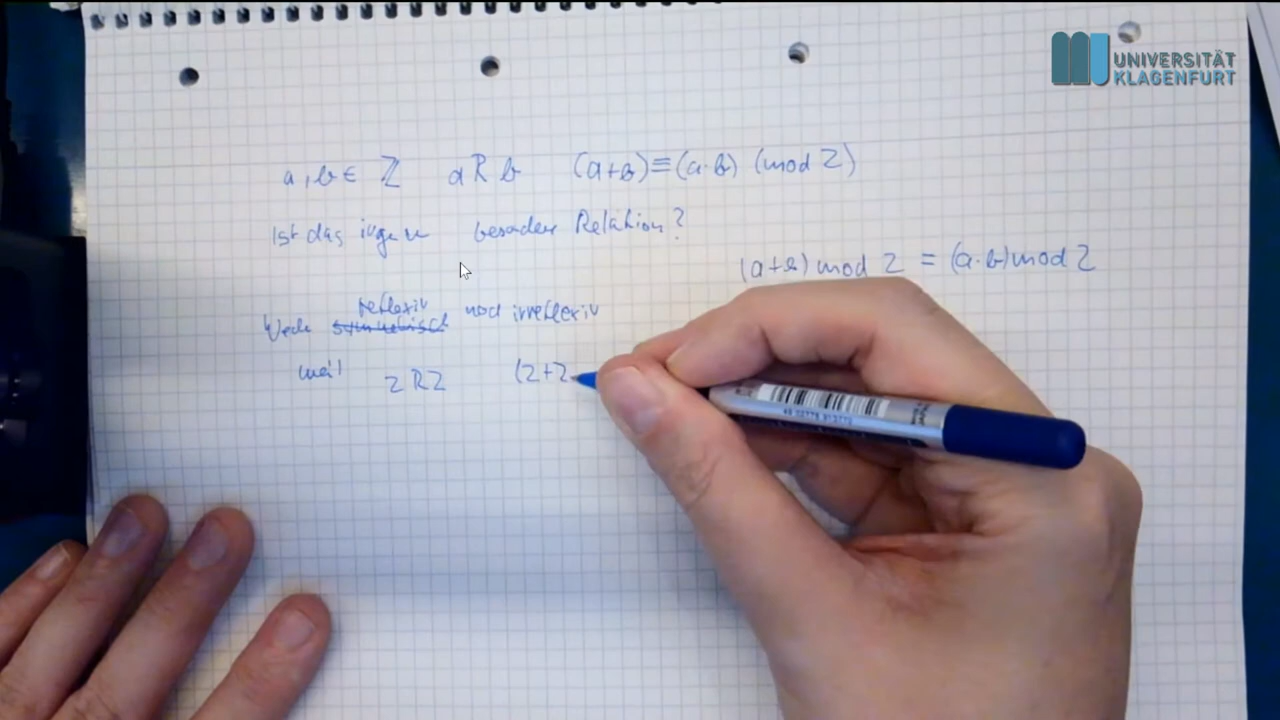 UNIVERSITÄT
KLAGENFURT
a, b ∈ ℤ a R b (a+b) ≡ (a·b) (mod 2)
Ist das besondere Relation?
(a+b) mod 2 = (a·b) mod 2
reflexiv
Weder symmetrisch noch irreflexiv
weil 2 R 2 (2+2